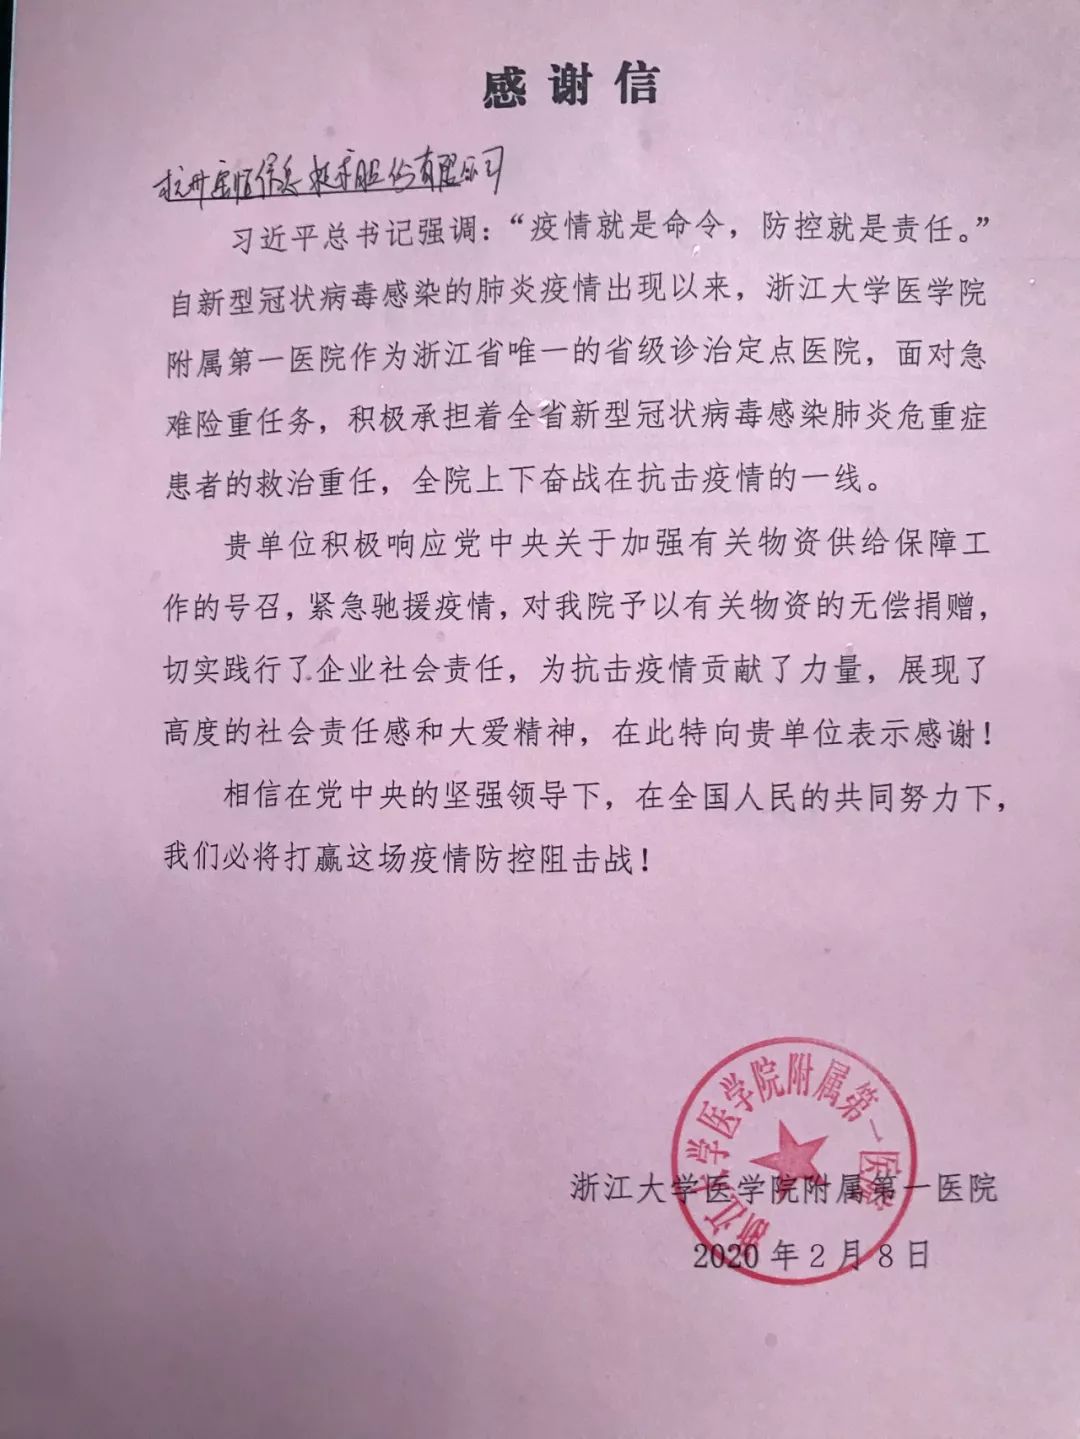 感谢信
杭州信息技术股份有限公司
习近平总书记强调：“疫情就是命令，防控就是责任。”
自新型冠状病毒感染的肺炎疫情出现以来，浙江大学医学院
附属第一医院作为浙江省唯一的省级诊治定点医院，面对急
难险重任务，积极承担着全省新型冠状病毒感染肺炎危重症
患者的救治重任，全院上下奋战在抗击疫情的一线。
贵单位积极响应党中央关于加强有关物资供给保障工
作的号召，紧急驰援疫情，对我院予以有关物资的无偿捐赠，
切实践行了企业社会责任，为抗击疫情贡献了力量，展现了
高度的社会责任感和大爱精神，在此特向贵单位表示感谢！
相信在党中央的坚强领导下，在全国人民的共同努力下，
我们必将打赢这场疫情防控阻击战！
浙江大学医学院附属第一医院
浙江大学医学院附属第一医院
2020年2月8日